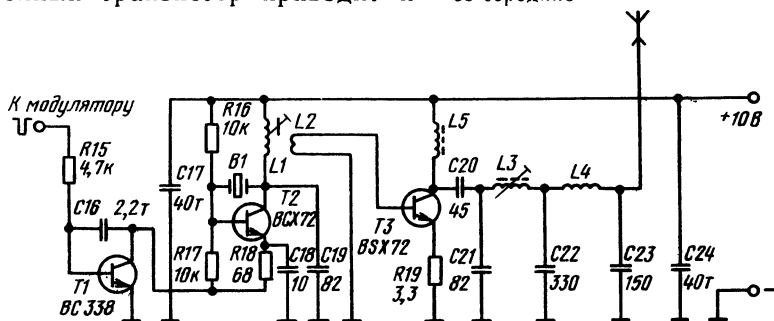 К модулятору
R15
4,7к
C16
2,2т
T1
BC 338
R16
10к
C17
40т
B1
R17
10к
R18
68
T2
BCX72
L1
L2
C18
10
C19
82
T3
BSX72
R19
3,3
L5
C20
45
C21
82
L3
C22
330
L4
C23
150
C24
40т
+10В
−